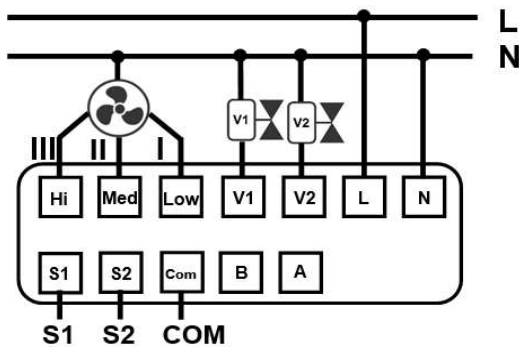 L
N
III II I
V1 V2
Hi Med Low V1 V2 L N
S1 S2 Com B A
S1 S2 COM